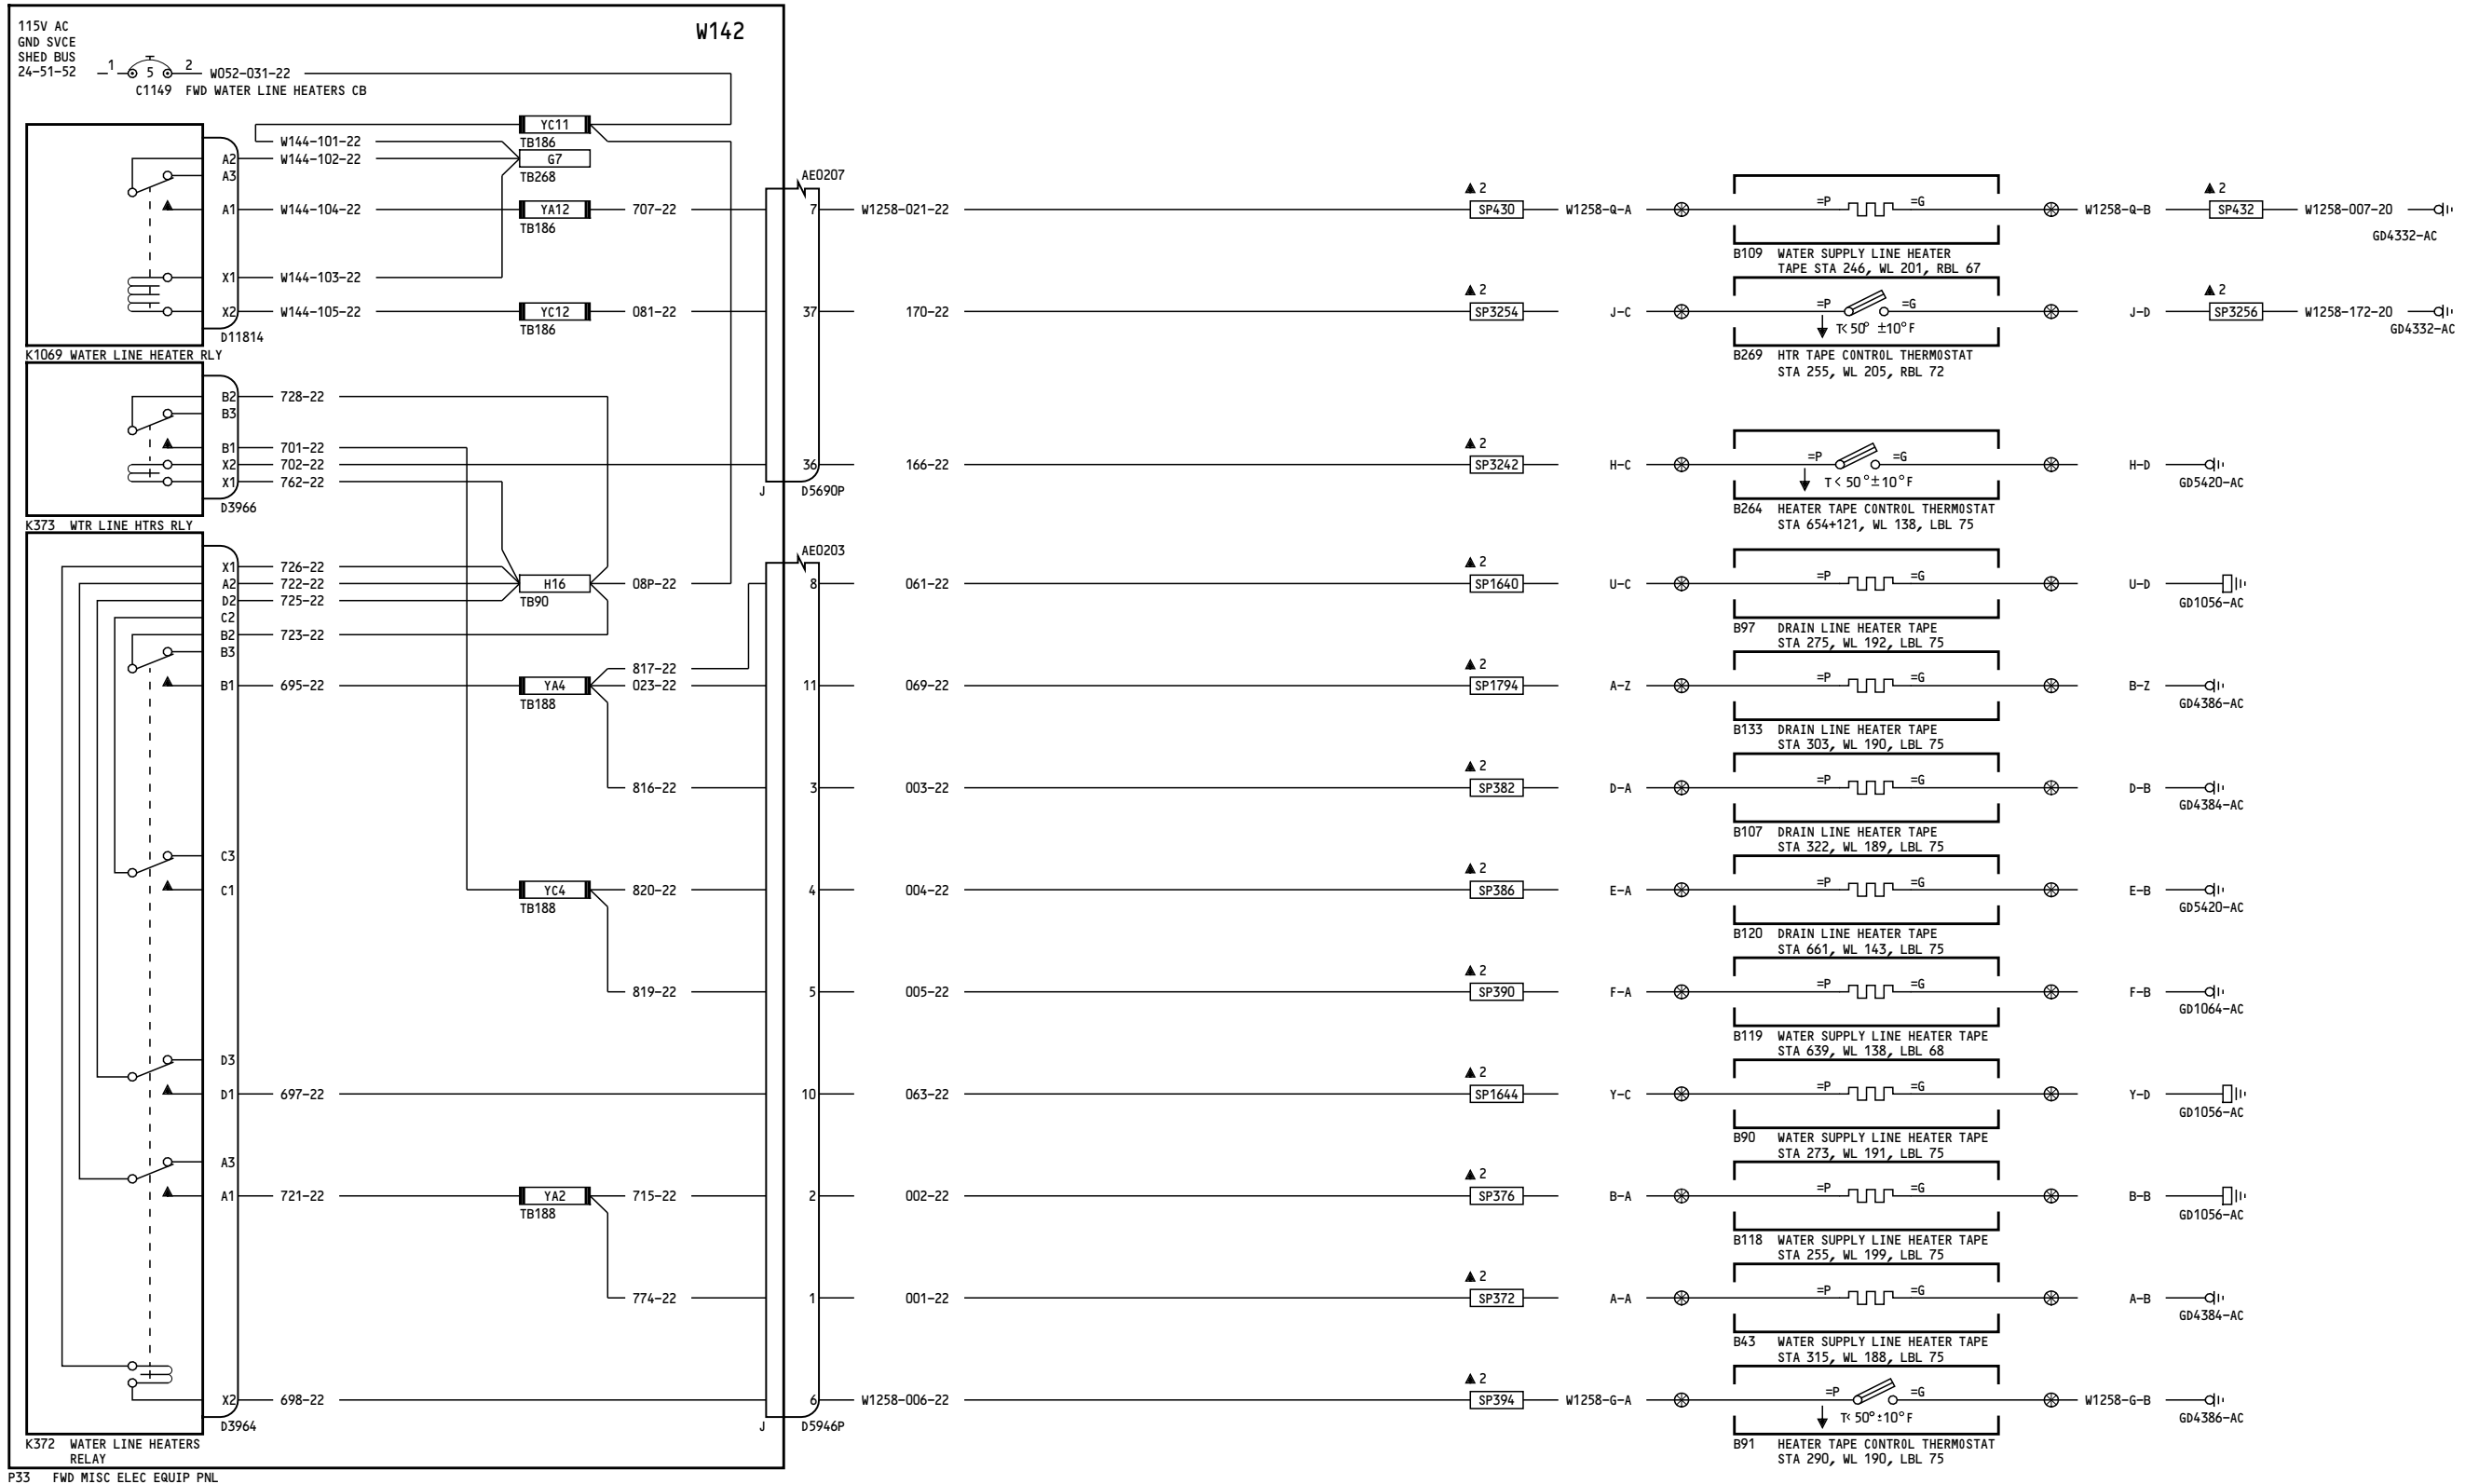 W142
115V AC
GND SVCE
SHED BUS
24-51-52
1 5 2 W052-031-22
C1149 FWD WATER LINE HEATERS CB
YC11
TB186
W144-101-22
A2 W144-102-22 G7
TB268
A3
AE0207
A1 W144-104-22 YA12 707-22 7 W1258-021-22 ▲ 2 SP430 W1258-Q-A =P =G W1258-Q-B ▲ 2 SP432 W1258-007-20
TB186
GD4332-AC
B109 WATER SUPPLY LINE HEATER
TAPE STA 246, WL 201, RBL 67
X1 W144-103-22
X2 W144-105-22 YC12 081-22 37 170-22 ▲ 2 SP3254 J-C =P =G J-D ▲ 2 SP3256 W1258-172-20
TB186
T< 50° ±10°F
GD4332-AC
D11814
K1069 WATER LINE HEATER RLY
B269 HTR TAPE CONTROL THERMOSTAT
STA 255, WL 205, RBL 72
B2 728-22
B3
B1 701-22
X2 702-22 36 166-22 ▲ 2 SP3242 H-C =P =G H-D
X1 762-22
T< 50°±10°F
GD5420-AC
J D5690P
D3966
K373 WTR LINE HTRS RLY
B264 HEATER TAPE CONTROL THERMOSTAT
STA 654+121, WL 138, LBL 75
AE0203
X1 726-22
A2 722-22 H16 08P-22 8 061-22 ▲ 2 SP1640 U-C =P =G U-D
TB90
GD1056-AC
D2 725-22
C2
B2 723-22
B3
B97 DRAIN LINE HEATER TAPE
STA 275, WL 192, LBL 75
817-22
B1 695-22 YA4 023-22 11 069-22 ▲ 2 SP1794 A-Z =P =G B-Z
TB188
GD4386-AC
B133 DRAIN LINE HEATER TAPE
STA 303, WL 190, LBL 75
816-22 3 003-22 ▲ 2 SP382 D-A =P =G D-B
GD4384-AC
B107 DRAIN LINE HEATER TAPE
STA 322, WL 189, LBL 75
C3
C1 YC4 820-22 4 004-22 ▲ 2 SP386 E-A =P =G E-B
TB188
GD5420-AC
B120 DRAIN LINE HEATER TAPE
STA 661, WL 143, LBL 75
819-22 5 005-22 ▲ 2 SP390 F-A =P =G F-B
GD1064-AC
B119 WATER SUPPLY LINE HEATER TAPE
STA 639, WL 138, LBL 68
D3
D1 697-22 10 063-22 ▲ 2 SP1644 Y-C =P =G Y-D
GD1056-AC
B90 WATER SUPPLY LINE HEATER TAPE
STA 273, WL 191, LBL 75
A3
A1 721-22 YA2 715-22 2 002-22 ▲ 2 SP376 B-A =P =G B-B
TB188
GD1056-AC
B118 WATER SUPPLY LINE HEATER TAPE
STA 255, WL 199, LBL 75
774-22 1 001-22 ▲ 2 SP372 A-A =P =G A-B
GD4384-AC
B43 WATER SUPPLY LINE HEATER TAPE
STA 315, WL 188, LBL 75
X2 698-22 6 W1258-006-22 ▲ 2 SP394 W1258-G-A =P =G W1258-G-B
T< 50°±10°F
GD4386-AC
D3964
J D5946P
K372 WATER LINE HEATERS
RELAY
B91 HEATER TAPE CONTROL THERMOSTAT
STA 290, WL 190, LBL 75
P33 FWD MISC ELEC EQUIP PNL